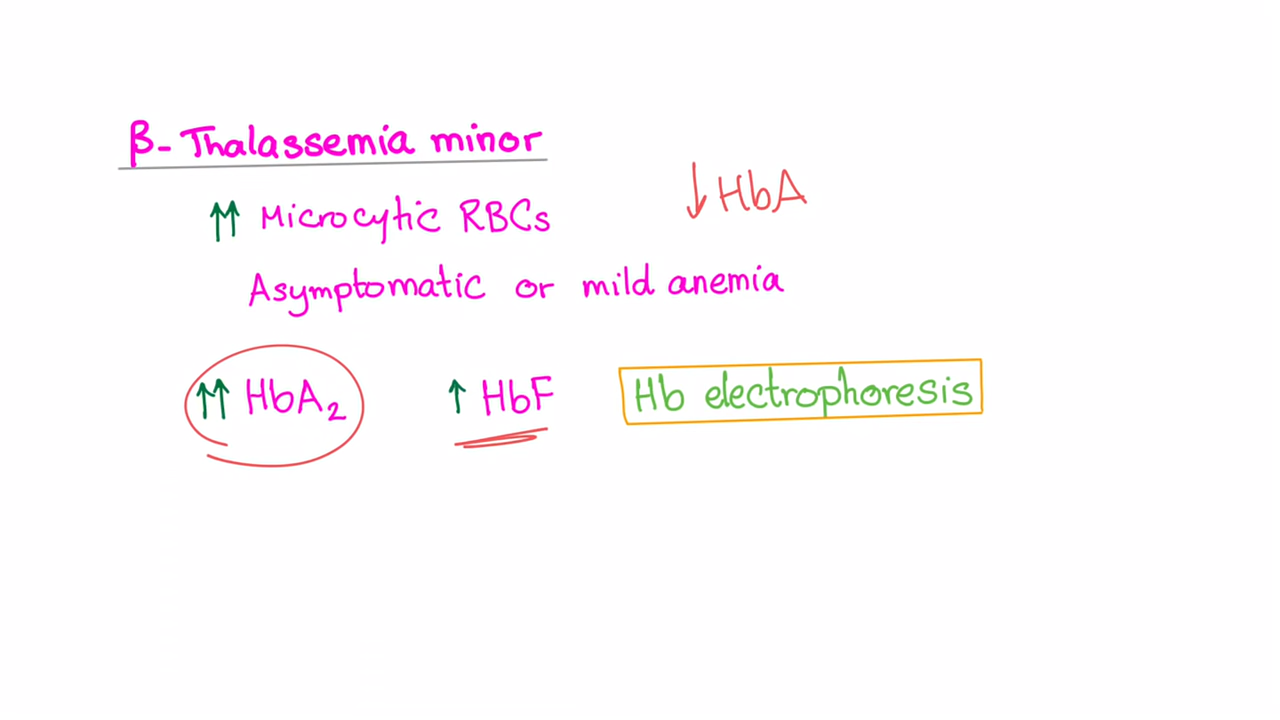 β- Thalassemia minor
↑↑ Microcytic RBCs
↓ HbA
Asymptomatic or mild anemia
↑↑ HbA₂ ↑ HbF Hb electrophoresis